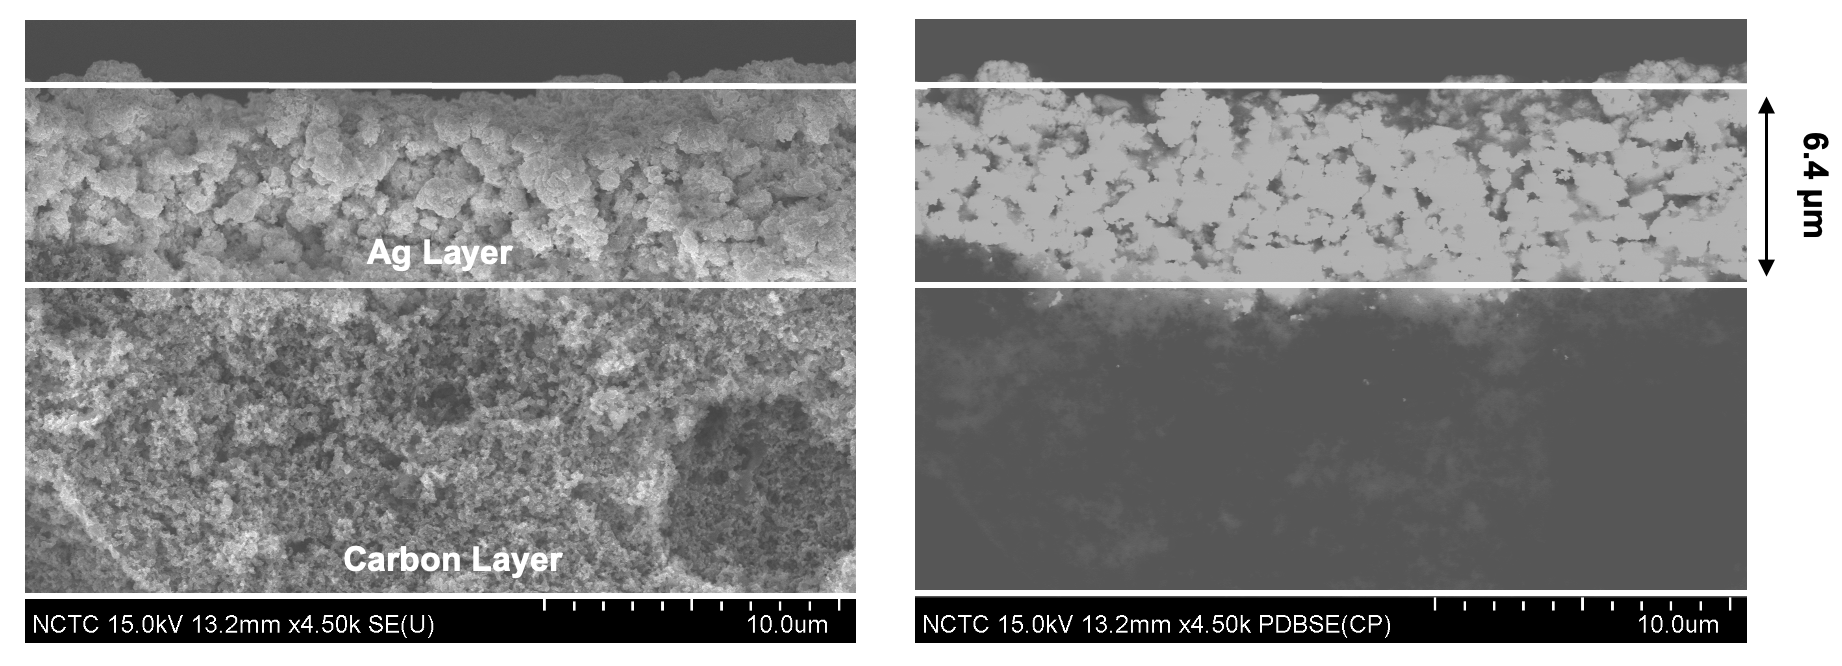 Ag Layer
Carbon Layer
NCTC 15.0kV 13.2mm x4.50k SE(U) 10.0um
NCTC 15.0kV 13.2mm x4.50k PDBSE(CP) 10.0um
6.4 µm